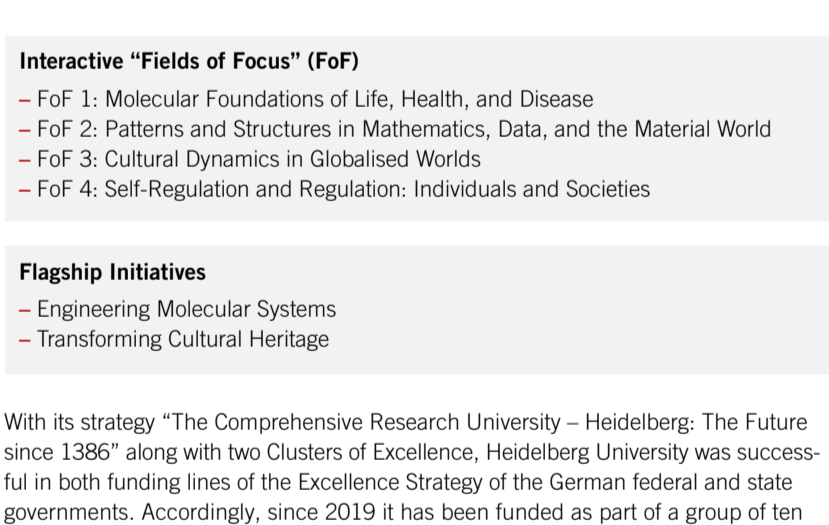 Interactive “Fields of Focus” (FoF)
– FoF 1: Molecular Foundations of Life, Health, and Disease
– FoF 2: Patterns and Structures in Mathematics, Data, and the Material World
– FoF 3: Cultural Dynamics in Globalised Worlds
– FoF 4: Self-Regulation and Regulation: Individuals and Societies
Flagship Initiatives
– Engineering Molecular Systems
– Transforming Cultural Heritage
With its strategy “The Comprehensive Research University – Heidelberg: The Future
since 1386” along with two Clusters of Excellence, Heidelberg University was success-
ful in both funding lines of the Excellence Strategy of the German federal and state
governments. Accordingly, since 2019 it has been funded as part of a group of ten